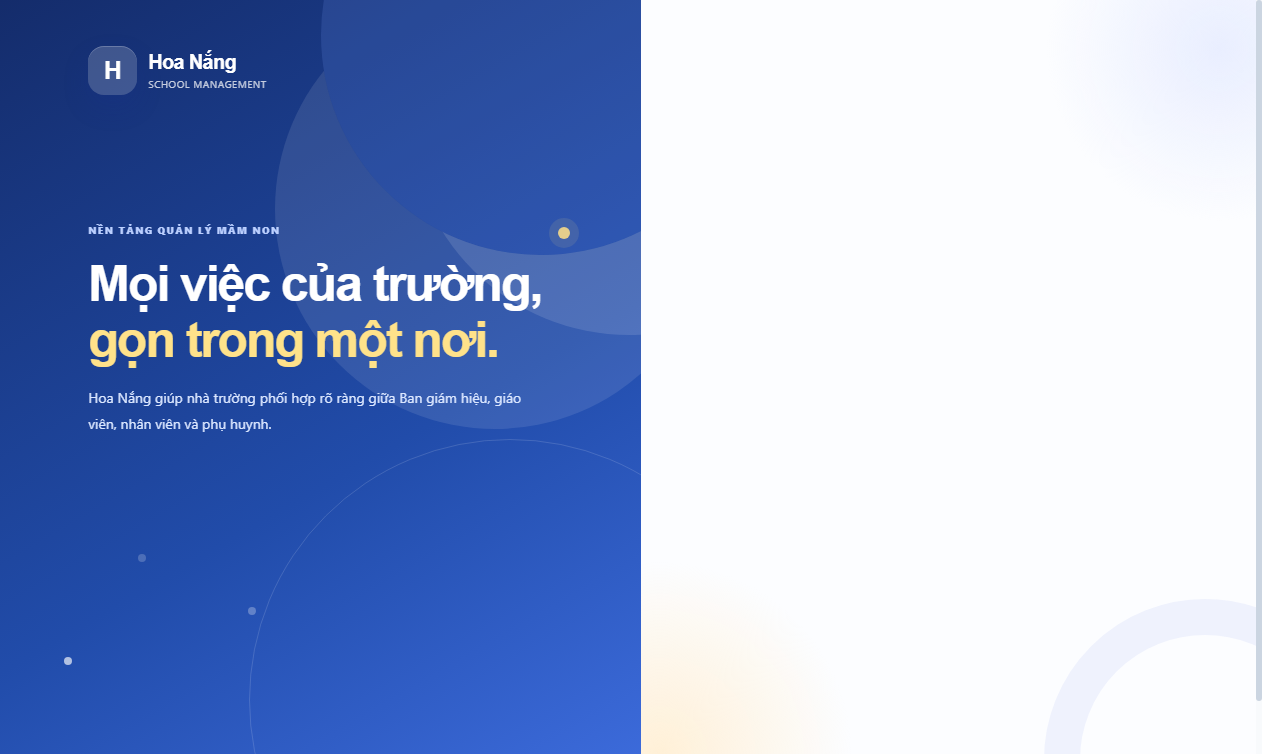 H
Hoa Nắng
SCHOOL MANAGEMENT
NỀN TẢNG QUẢN LÝ MẦM NON
Mọi việc của trường,
gọn trong một nơi.
Hoa Nắng giúp nhà trường phối hợp rõ ràng giữa Ban giám hiệu, giáo
viên, nhân viên và phụ huynh.